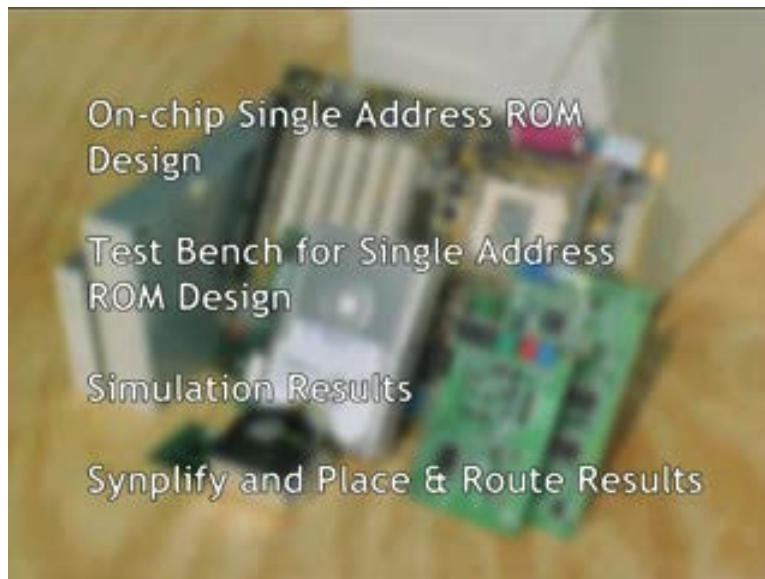 On-chip Single Address ROM
Design
Test Bench for Single Address
ROM Design
Simulation Results
Synplify and Place & Route Results